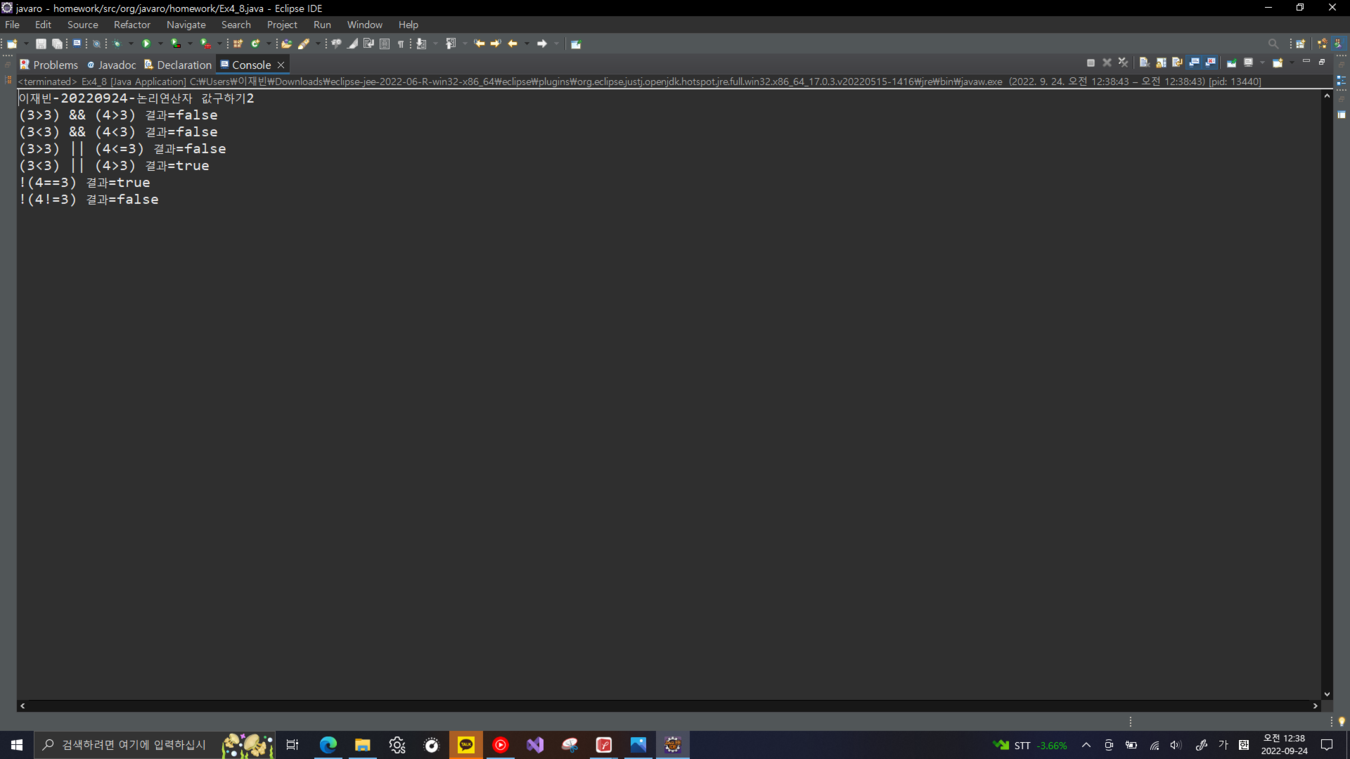 javaro - homework/src/org/javaro/homework/Ex4_8.java - Eclipse IDE
File Edit Source Refactor Navigate Search Project Run Window Help
Problems Javadoc Declaration Console
<terminated> Ex4_8 [Java Application] C:₩Users₩이재빈₩Downloads₩eclipse-jee-2022-06-R-win32-x86_64₩eclipse₩plugins₩org.eclipse.justj.openjdk.hotspot.jre.full.win32.x86_64_17.0.3.v20220515-1416₩jre₩bin₩javaw.exe (2022. 9. 24. 오전 12:38:43 – 오전 12:38:43) [pid: 13440]
이재빈-20220924-논리연산자 값구하기2
(3>3) && (4>3) 결과=false
(3<3) && (4<3) 결과=false
(3>3) || (4<=3) 결과=false
(3<3) || (4>3) 결과=true
!(4==3) 결과=true
!(4!=3) 결과=false
검색하려면 여기에 입력하십시
TALK
STT -3.66%
가
한
오전 12:38
2022-09-24